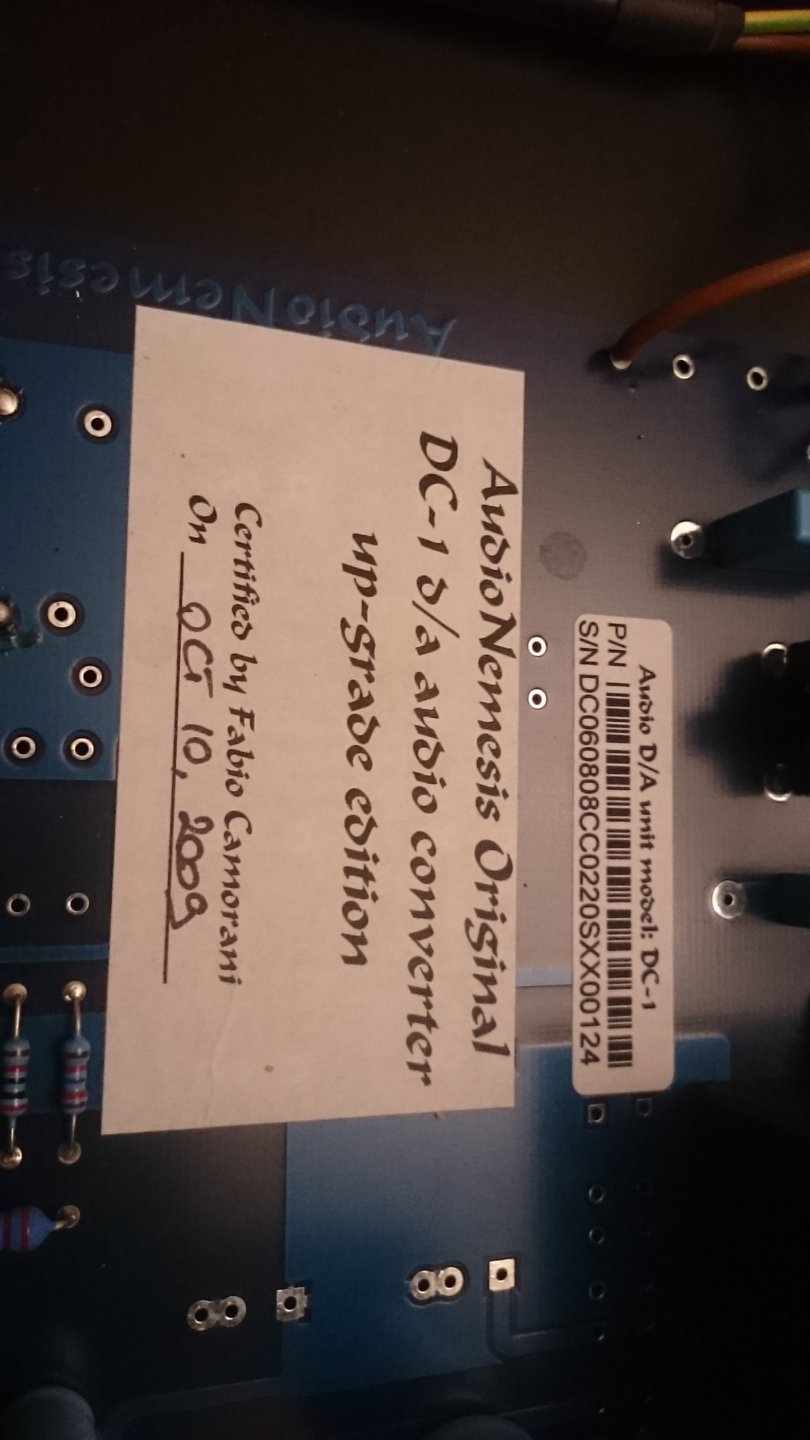 AudioNemesis
AudioNemesis Original
DC-1 d/a audio converter
up-grade edition
Certified by Fabio Camorani
On OCT 10, 2009
Audio D/A unit model: DC-1
P/N
S/N DC060808CC0220SXX00124